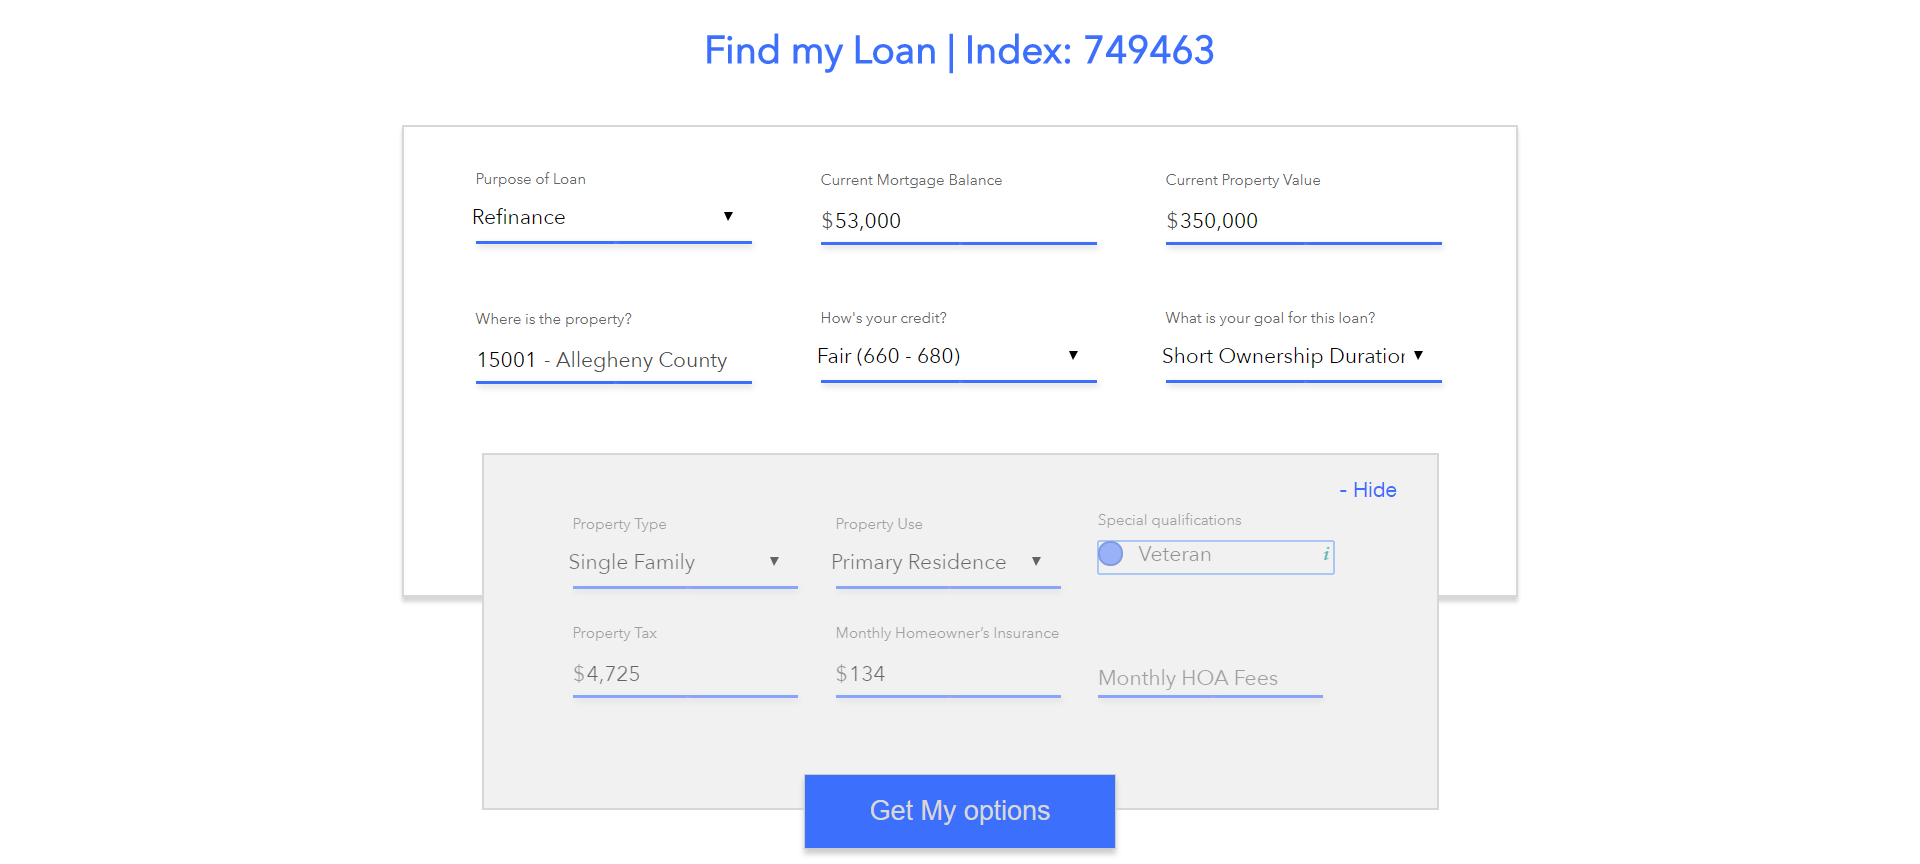 Find my Loan | Index: 749463
Purpose of Loan
Refinance
Current Mortgage Balance
$53,000
Current Property Value
$350,000
Where is the property?
15001 - Allegheny County
How's your credit?
Fair (660 - 680)
What is your goal for this loan?
Short Ownership Duration
- Hide
Property Type
Single Family
Property Use
Primary Residence
Special qualifications
Veteran i
Property Tax
$4,725
Monthly Homeowner’s Insurance
$134
Monthly HOA Fees
Get My options